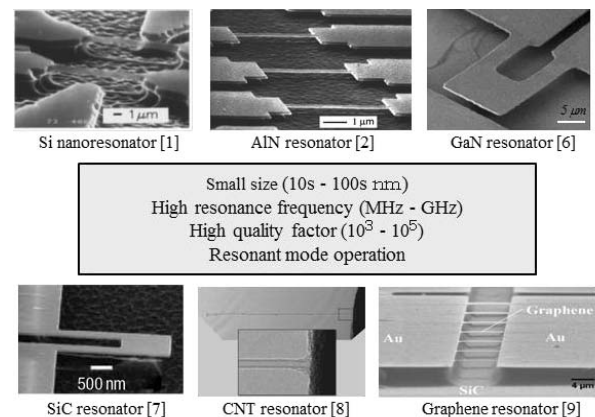 1 μm
1 μm
5 μm
Si nanoresonator [1]
AlN resonator [2]
GaN resonator [6]
Small size (10s - 100s nm)
High resonance frequency (MHz - GHz)
High quality factor (10³ - 10⁵)
Resonant mode operation
Graphene
Au
Au
500 nm
SiC
4 μm
SiC resonator [7]
CNT resonator [8]
Graphene resonator [9]